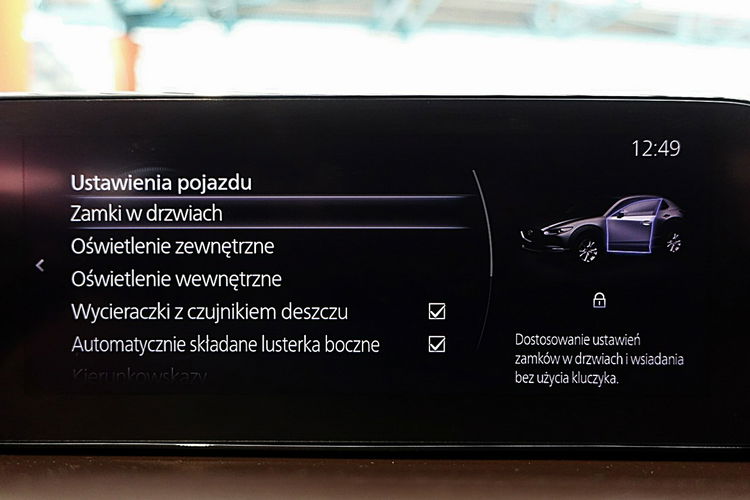 12:49
Ustawienia pojazdu
Zamki w drzwiach
Oświetlenie zewnętrzne
Oświetlenie wewnętrzne
Wycieraczki z czujnikiem deszczu
Automatycznie składane lusterka boczne
Kierunkowskazy
Dostosowanie ustawień
zamków w drzwiach i wsiadania
bez użycia kluczyka.